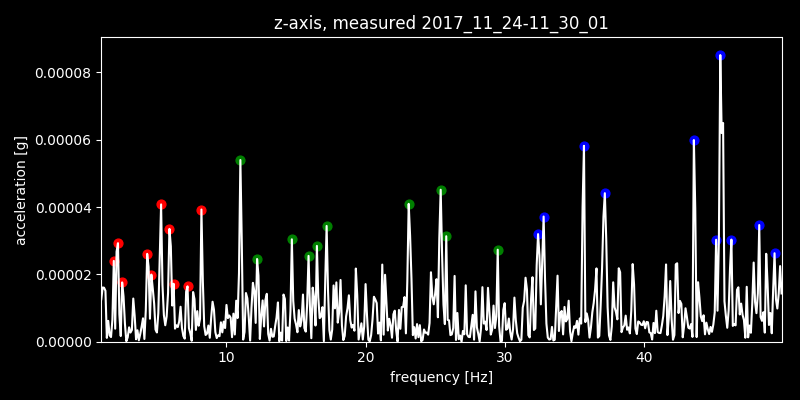 z-axis, measured 2017_11_24-11_30_01
acceleration [g]
0.00008
0.00006
0.00004
0.00002
0.00000
10 20 30 40
frequency [Hz]